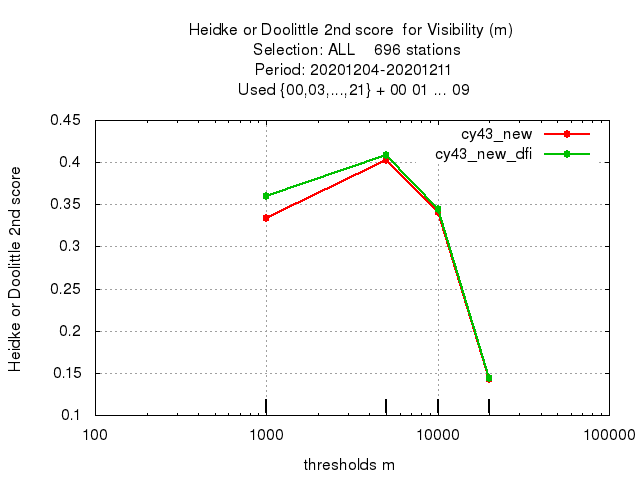 Heidke or Doolittle 2nd score  for Visibility (m)
Selection: ALL    696 stations
Period: 20201204-20201211
Used {00,03,...,21} + 00 01 ... 09
cy43_new
cy43_new_dfi
0.45
0.4
0.35
0.3
0.25
0.2
0.15
0.1
Heidke or Doolittle 2nd score
100
1000
10000
100000
thresholds m